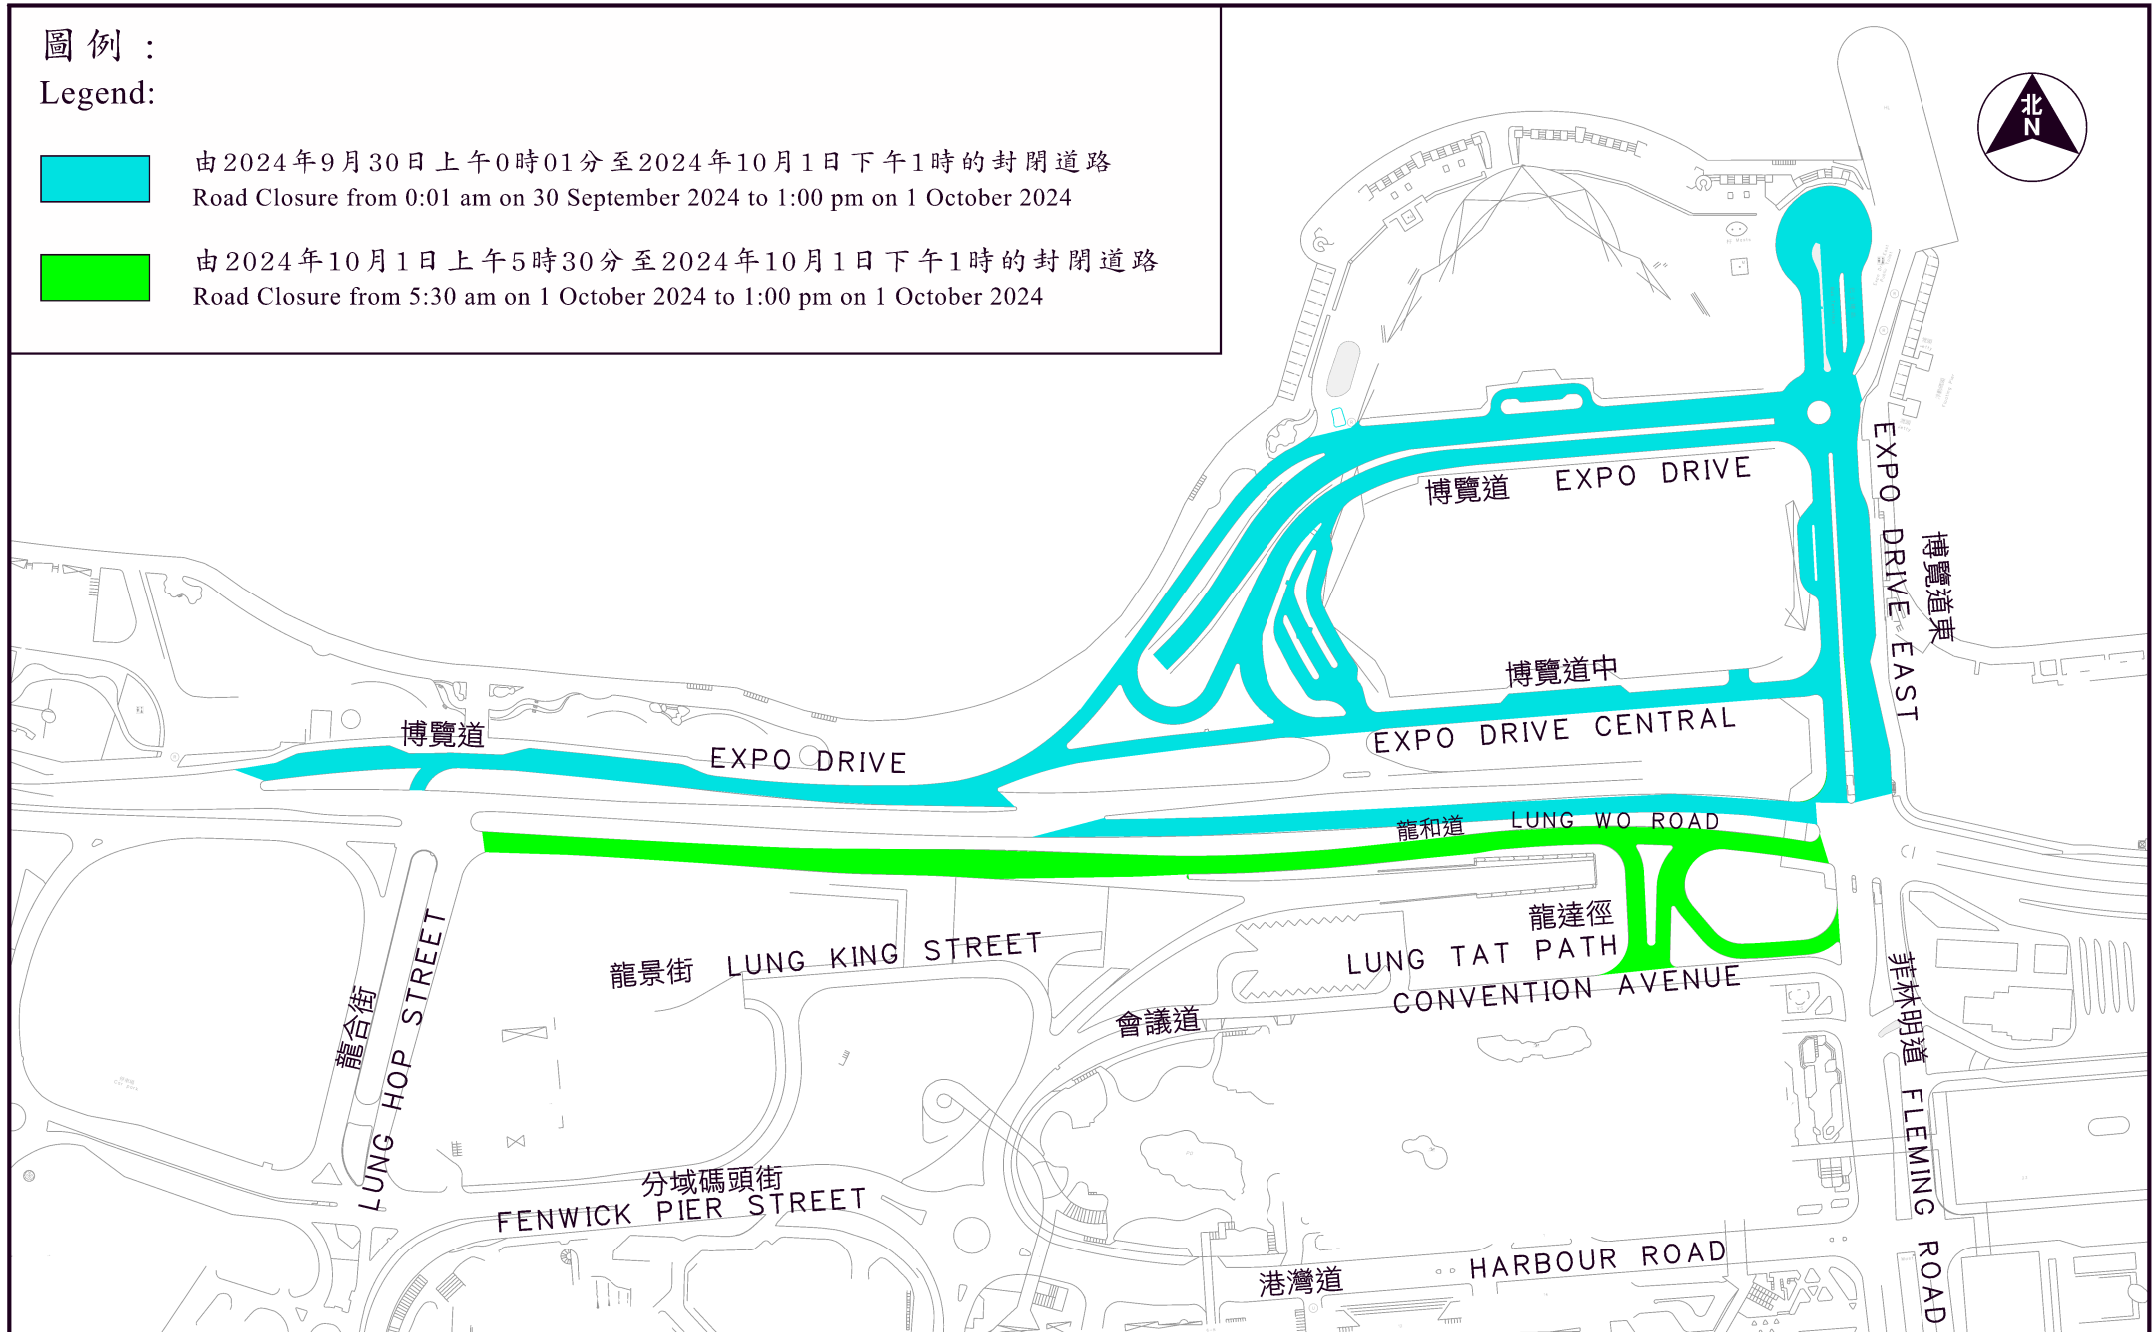 圖例：
Legend:
由2024年9月30日上午0時01分至2024年10月1日下午1時的封閉道路
Road Closure from 0:01 am on 30 September 2024 to 1:00 pm on 1 October 2024
由2024年10月1日上午5時30分至2024年10月1日下午1時的封閉道路
Road Closure from 5:30 am on 1 October 2024 to 1:00 pm on 1 October 2024
北
N
博覽道 EXPO DRIVE
EXPO DRIVE EAST
博覽道東
博覽道中
EXPO DRIVE CENTRAL
博覽道
EXPO DRIVE
龍和道 LUNG WO ROAD
龍達徑
LUNG TAT PATH
CONVENTION AVENUE
會議道
龍景街 LUNG KING STREET
龍合街
LUNG HOP STREET
菲林明道 FLEMING ROAD
分域碼頭街
FENWICK PIER STREET
港灣道
HARBOUR ROAD